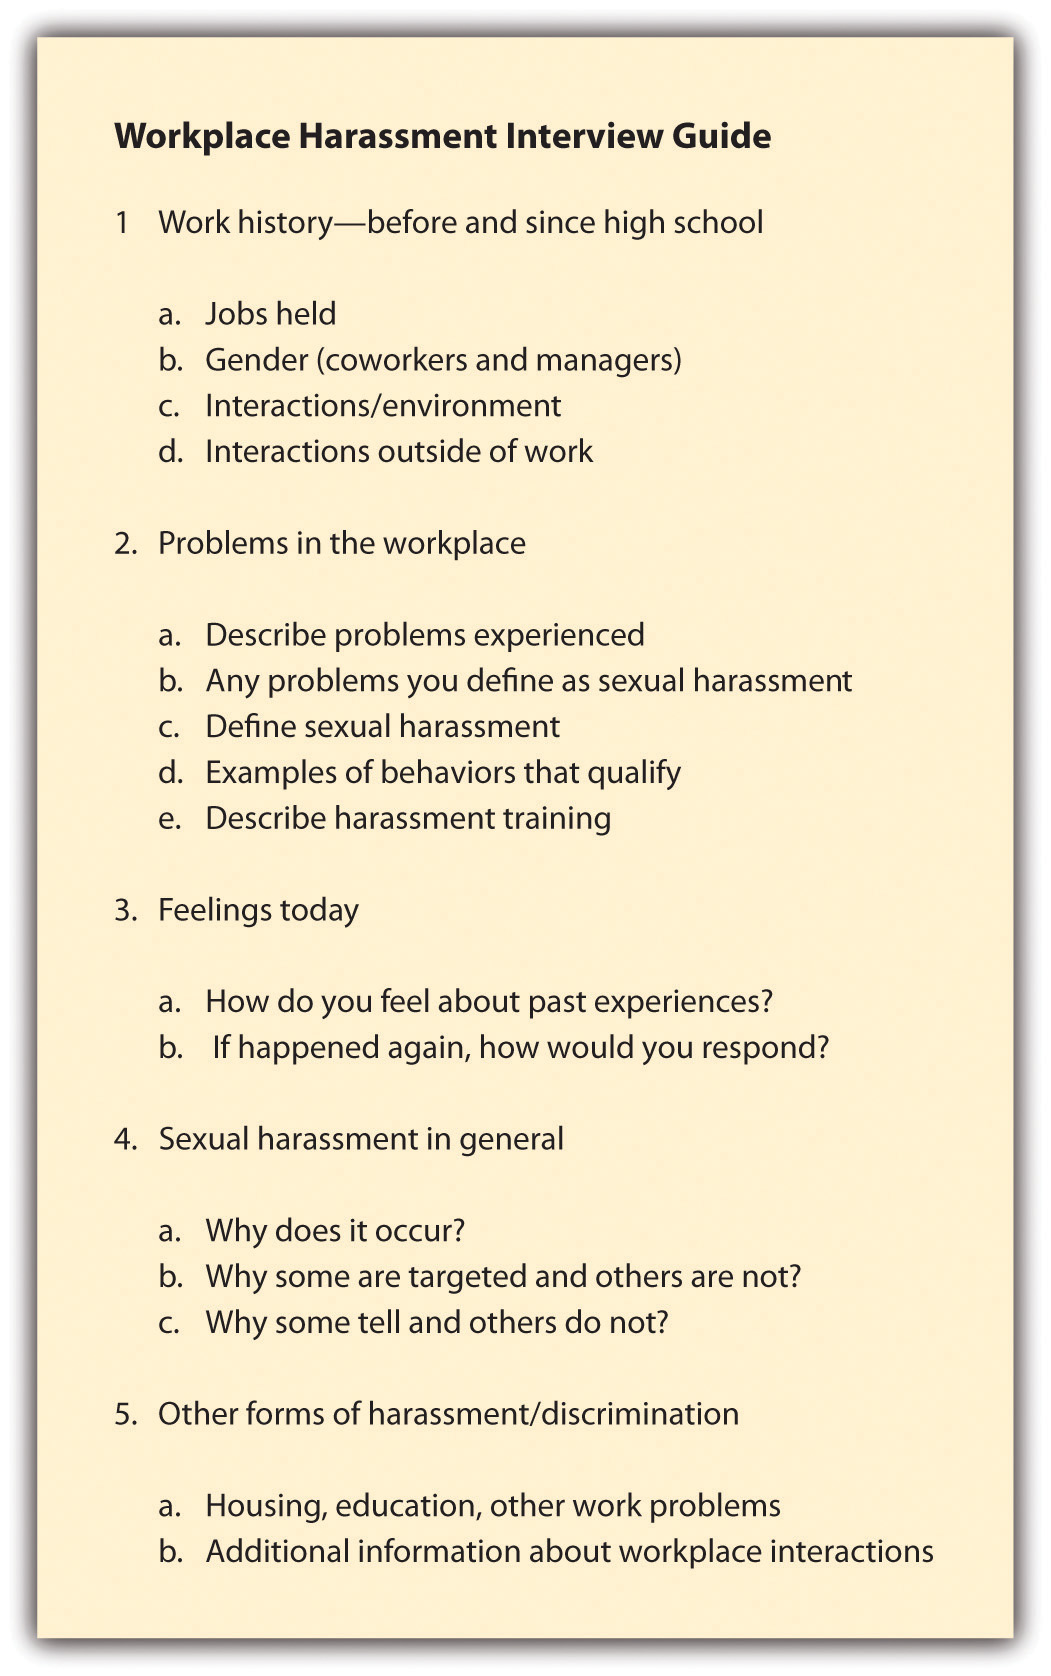 Workplace Harassment Interview Guide
1 Work history—before and since high school
a. Jobs held
b. Gender (coworkers and managers)
c. Interactions/environment
d. Interactions outside of work
2. Problems in the workplace
a. Describe problems experienced
b. Any problems you define as sexual harassment
c. Define sexual harassment
d. Examples of behaviors that qualify
e. Describe harassment training
3. Feelings today
a. How do you feel about past experiences?
b. If happened again, how would you respond?
4. Sexual harassment in general
a. Why does it occur?
b. Why some are targeted and others are not?
c. Why some tell and others do not?
5. Other forms of harassment/discrimination
a. Housing, education, other work problems
b. Additional information about workplace interactions